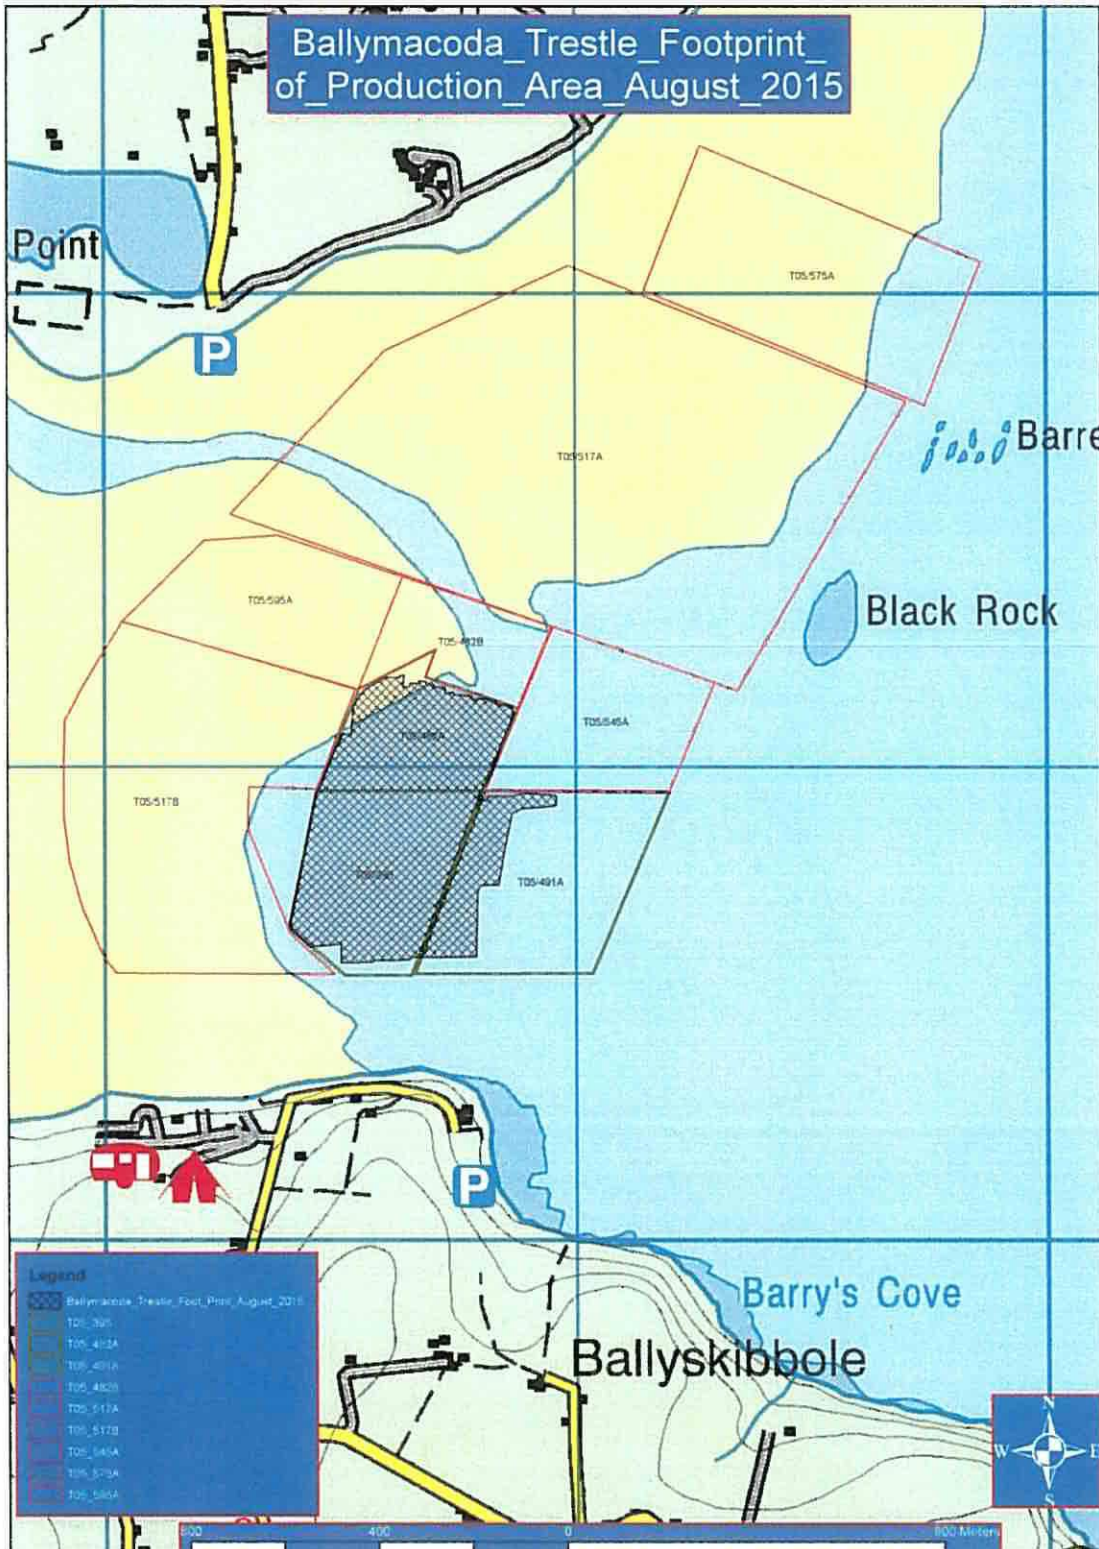 Ballymacoda_Trestle_Footprint_
of_Production_Area_August_2015
Point
P
T05/575A
Barre
T05/517A
Black Rock
T05/595A
T05/482B
T05/545A
T05/517B
T05/491A
P
Barry's Cove
Ballyskibbole
Legend
Ballymacoda_Trestle_Foot_Print_August_2015
T05_482B
T05_517A
T05_517B
T05_545A
T05_575A
T05_595A
N
W
E
S
800
400
0
800 Meters